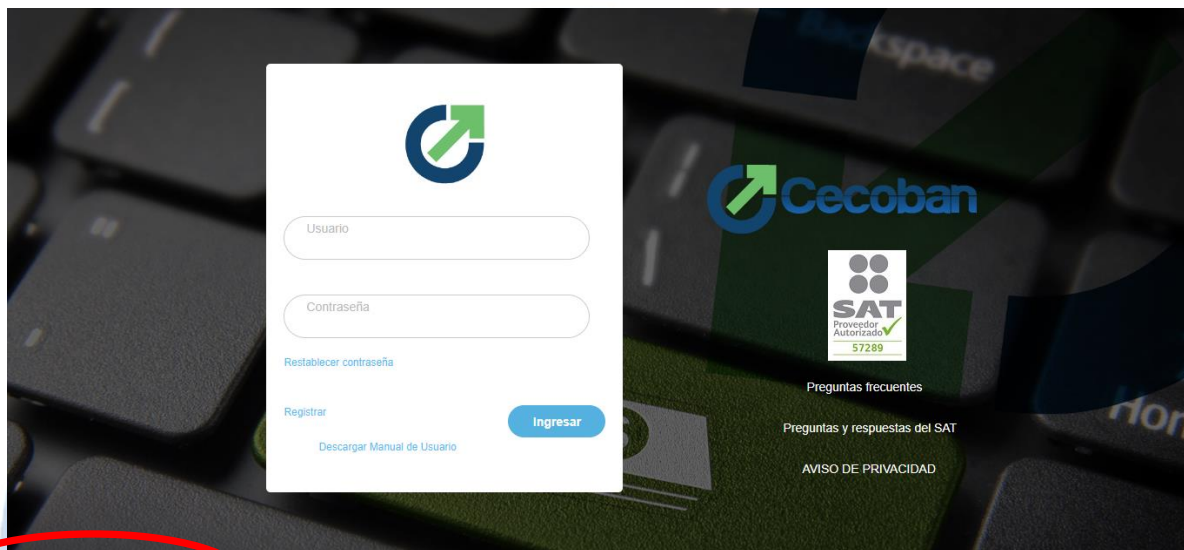 Backspace
Cecoban
Usuario
SAT
Proveedor
Autorizado
57289
Contraseña
Restablecer contraseña
Preguntas frecuentes
Registrar
Ingresar
Preguntas y respuestas del SAT
Descargar Manual de Usuario
AVISO DE PRIVACIDAD